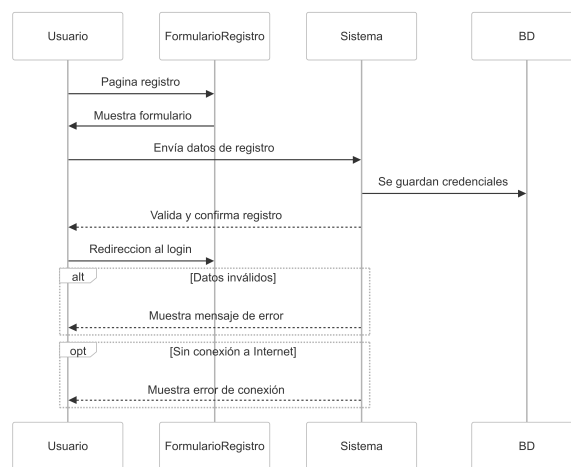 Usuario
FormularioRegistro
Sistema
BD
Pagina registro
Muestra formulario
Envía datos de registro
Se guardan credenciales
Valida y confirma registro
Redireccion al login
alt
[Datos inválidos]
Muestra mensaje de error
opt
[Sin conexión a Internet]
Muestra error de conexión
Usuario
FormularioRegistro
Sistema
BD